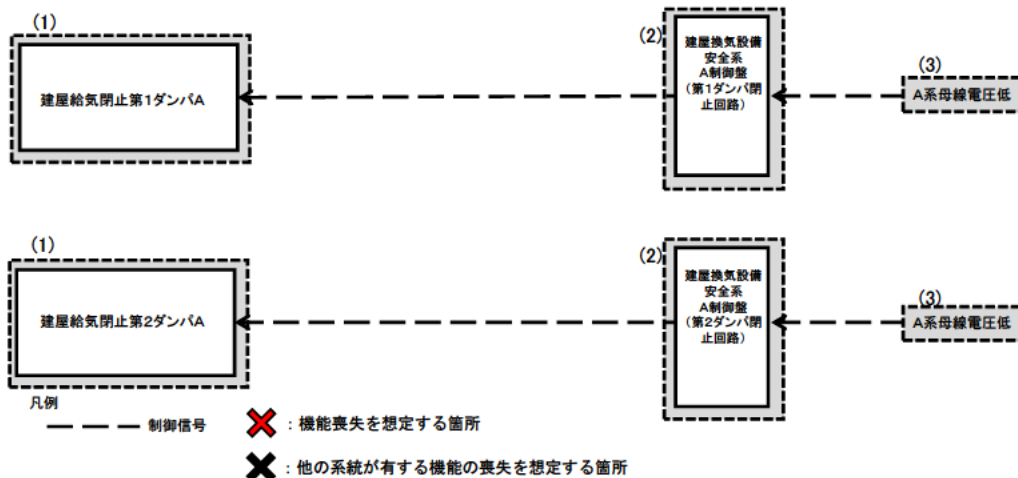 (1)
建屋給気閉止第1ダンパA
(2)
建屋換気設備
安全系
A制御盤
(第1ダンパ閉
止回路)
(3)
A系母線電圧低
(1)
建屋給気閉止第2ダンパA
(2)
建屋換気設備
安全系
A制御盤
(第2ダンパ閉
止回路)
(3)
A系母線電圧低
凡例
制御信号
:機能喪失を想定する箇所
:他の系統が有する機能の喪失を想定する箇所